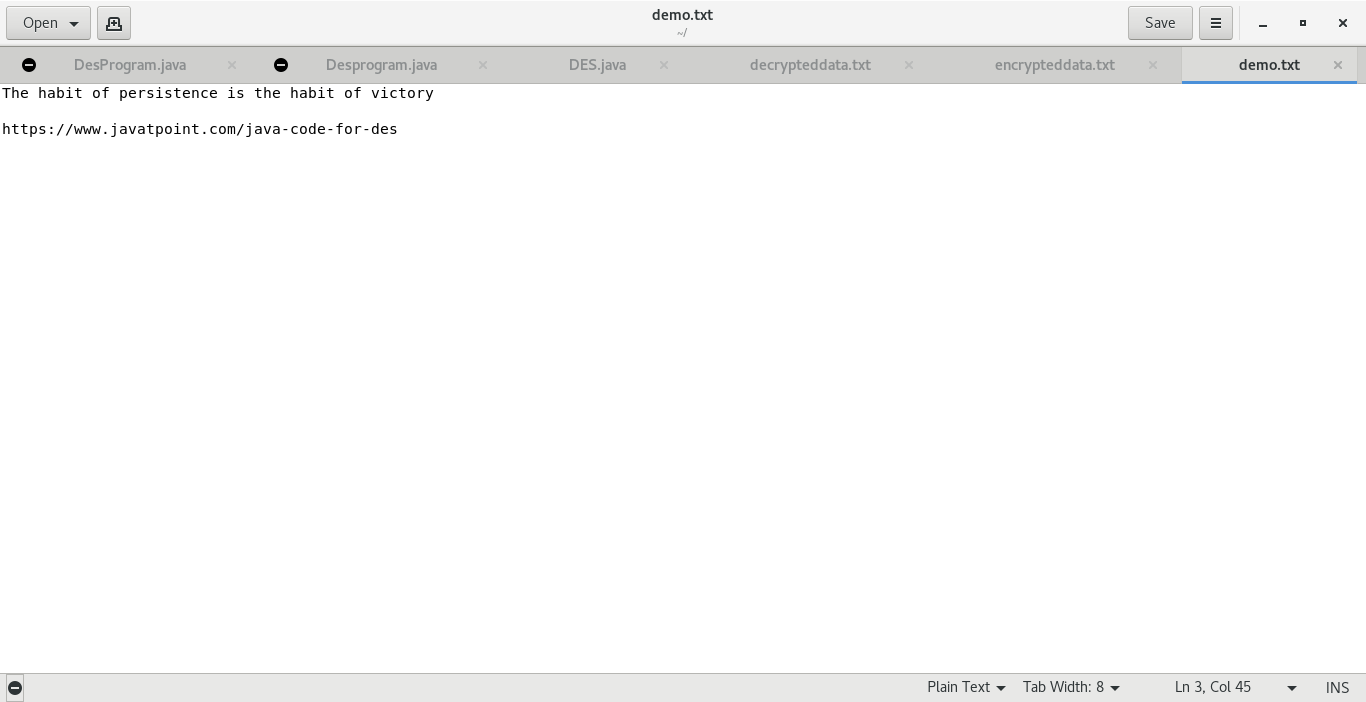 Open
demo.txt
~/
Save
DesProgram.java
Desprogram.java
DES.java
decrypteddata.txt
encrypteddata.txt
demo.txt
The habit of persistence is the habit of victory
https://www.javatpoint.com/java-code-for-des
Plain Text
Tab Width: 8
Ln 3, Col 45
INS